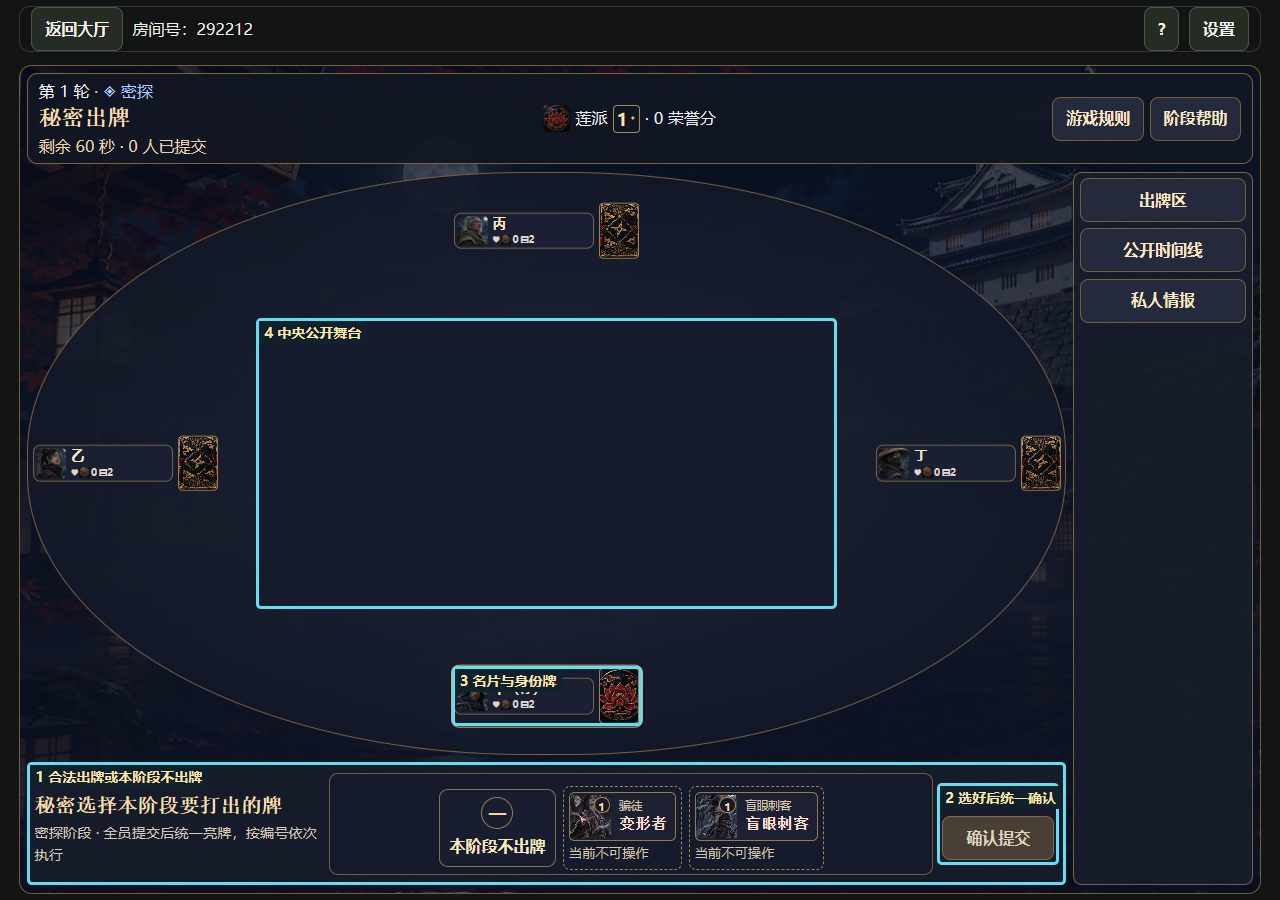 返回大厅
房间号：292212
?
设置
第 1 轮 · ◈ 密探
秘密出牌
剩余 60 秒 · 0 人已提交
莲派 1· · 0 荣誉分
游戏规则
阶段帮助
出牌区
公开时间线
私人情报
丙
0 2
4 中央公开舞台
乙
0 2
丁
0 2
3 名片与身份牌
0 2
1 合法出牌或本阶段不出牌
秘密选择本阶段要打出的牌
密探阶段 · 全员提交后统一亮牌，按编号依次
执行
本阶段不出牌
1
骗徒
变形者
当前不可操作
1
盲眼刺客
盲眼刺客
当前不可操作
2 选好后统一确认
确认提交